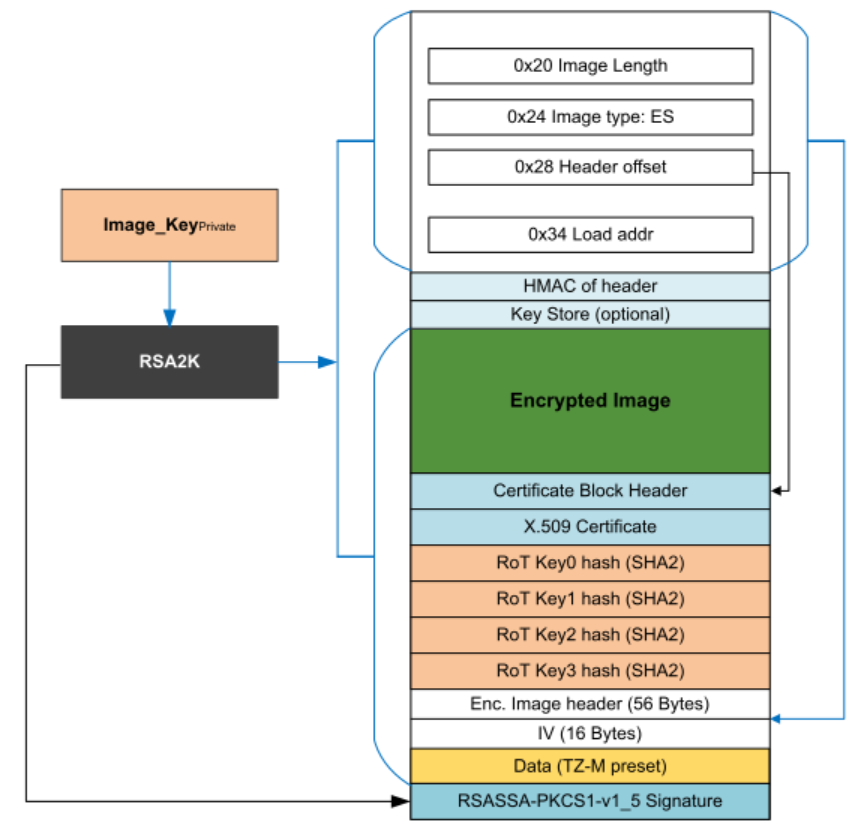 0x20 Image Length
0x24 Image type: ES
0x28 Header offset
0x34 Load addr
Image_KeyPrivate
RSA2K
HMAC of header
Key Store (optional)
Encrypted Image
Certificate Block Header
X.509 Certificate
RoT Key0 hash (SHA2)
RoT Key1 hash (SHA2)
RoT Key2 hash (SHA2)
RoT Key3 hash (SHA2)
Enc. Image header (56 Bytes)
IV (16 Bytes)
Data (TZ-M preset)
RSASSA-PKCS1-v1_5 Signature